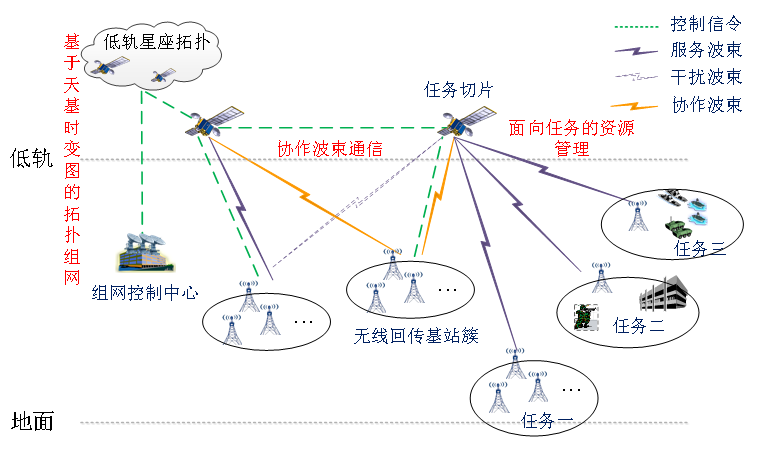 基于天基时变图的拓扑组网
低轨星座拓扑
控制信令
服务波束
干扰波束
协作波束
任务切片
面向任务的资源
管理
协作波束通信
低轨
任务三
组网控制中心
...
...
无线回传基站簇
任务二
...
任务一
地面